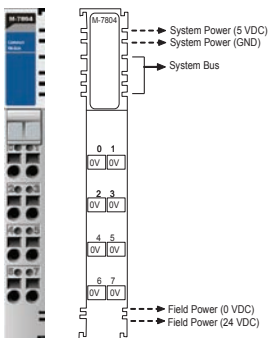 M-7804
M-7804
System Power (5 VDC)
System Power (GND)
System Bus
0 1
0V 0V
2 3
0V 0V
4 5
0V 0V
6 7
0V 0V
Field Power (0 VDC)
Field Power (24 VDC)